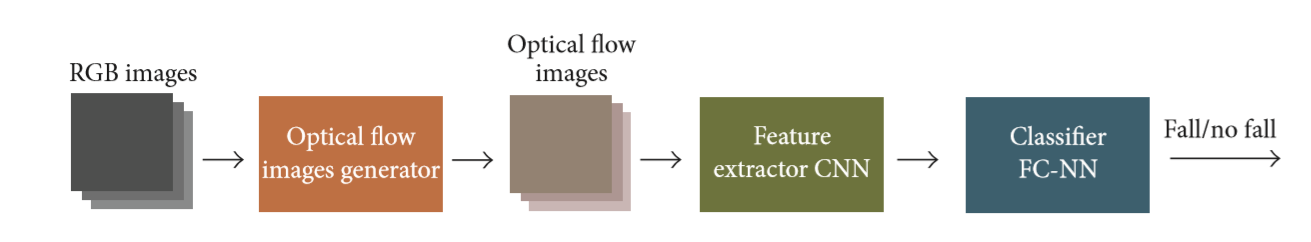 RGB images
Optical flow
images generator
Optical flow
images
Feature
extractor CNN
Classifier
FC-NN
Fall/no fall